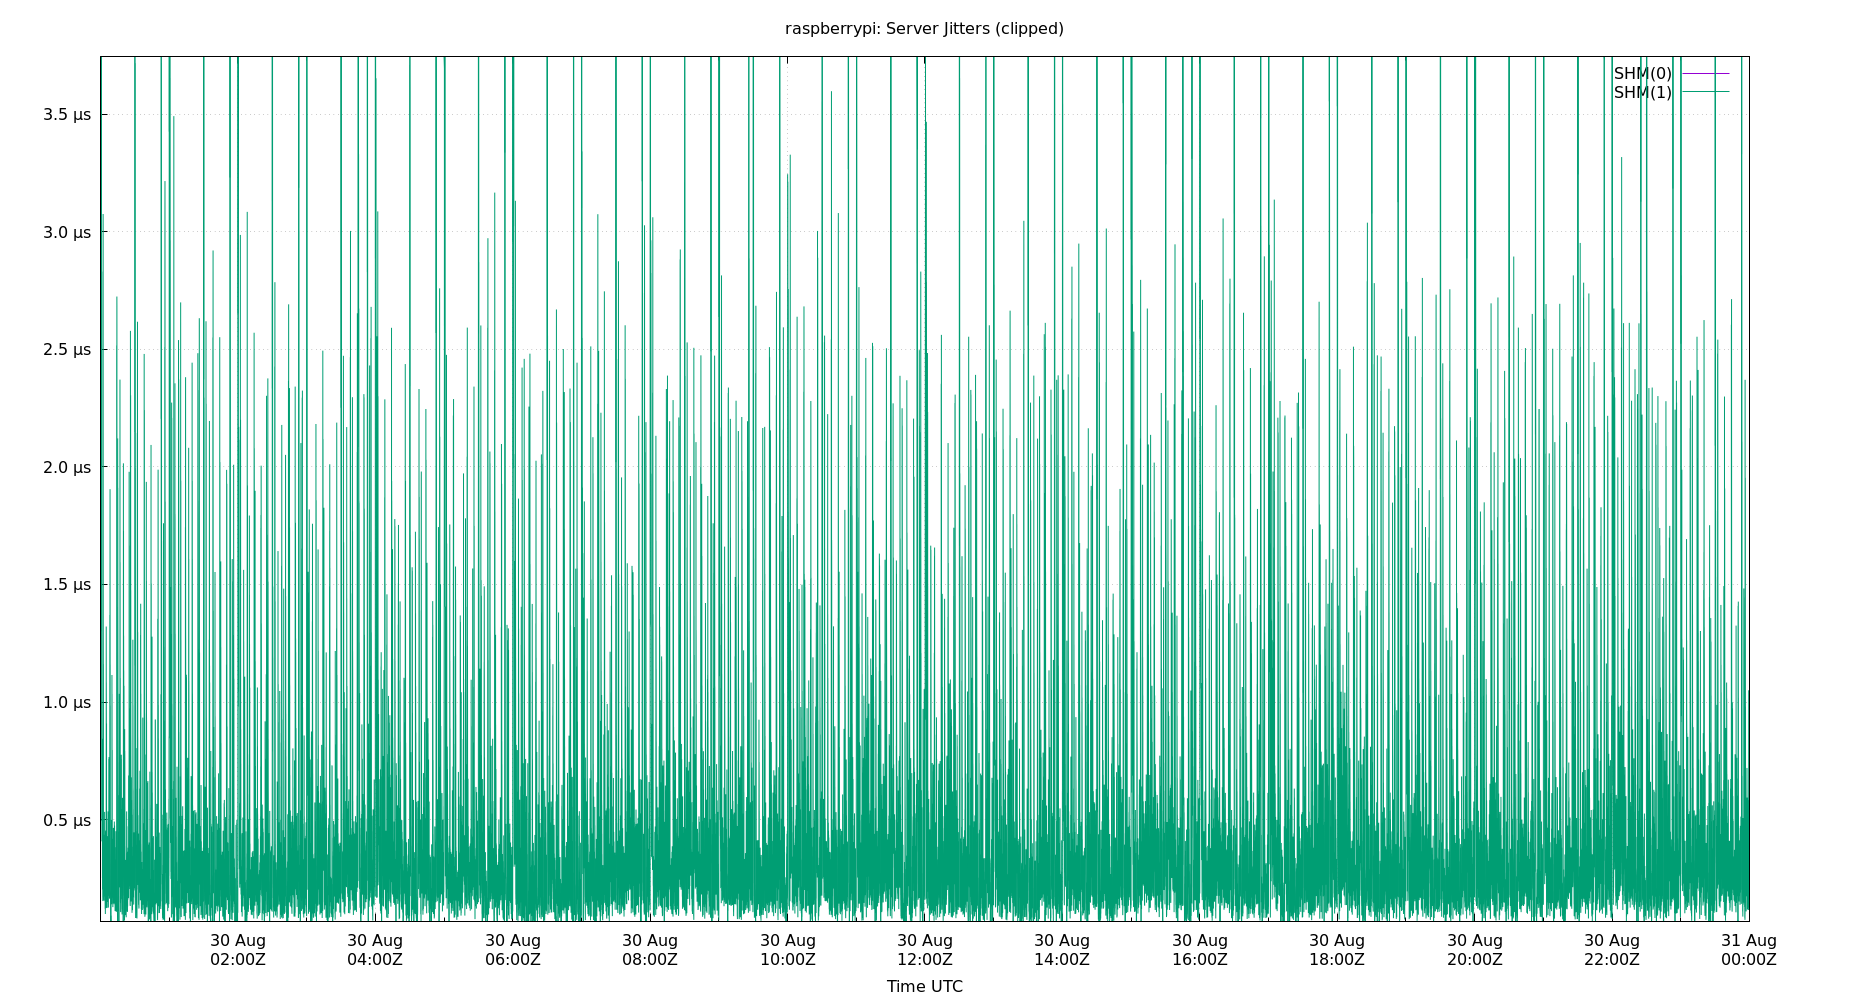 raspberrypi: Server Jitters (clipped)
SHM(0)
SHM(1)
3.5 µs
3.0 µs
2.5 µs
2.0 µs
1.5 µs
1.0 µs
0.5 µs
30 Aug 30 Aug 30 Aug 30 Aug 30 Aug 30 Aug 30 Aug 30 Aug 30 Aug 30 Aug 30 Aug 31 Aug
02:00Z 04:00Z 06:00Z 08:00Z 10:00Z 12:00Z 14:00Z 16:00Z 18:00Z 20:00Z 22:00Z 00:00Z
Time UTC